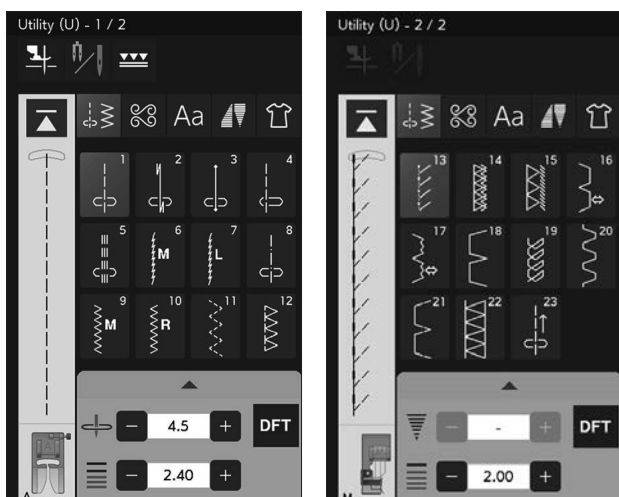 Utility (U) - 1 / 2
Aa
1 2 3 4
5 6 M 7 L 8
9 M 10 R 11 12
- 4.5 + DFT
- 2.40 +
A
Utility (U) - 2 / 2
Aa
13 14 15 16
17 18 19 20
21 22 23
- - + DFT
- 2.00 +
M